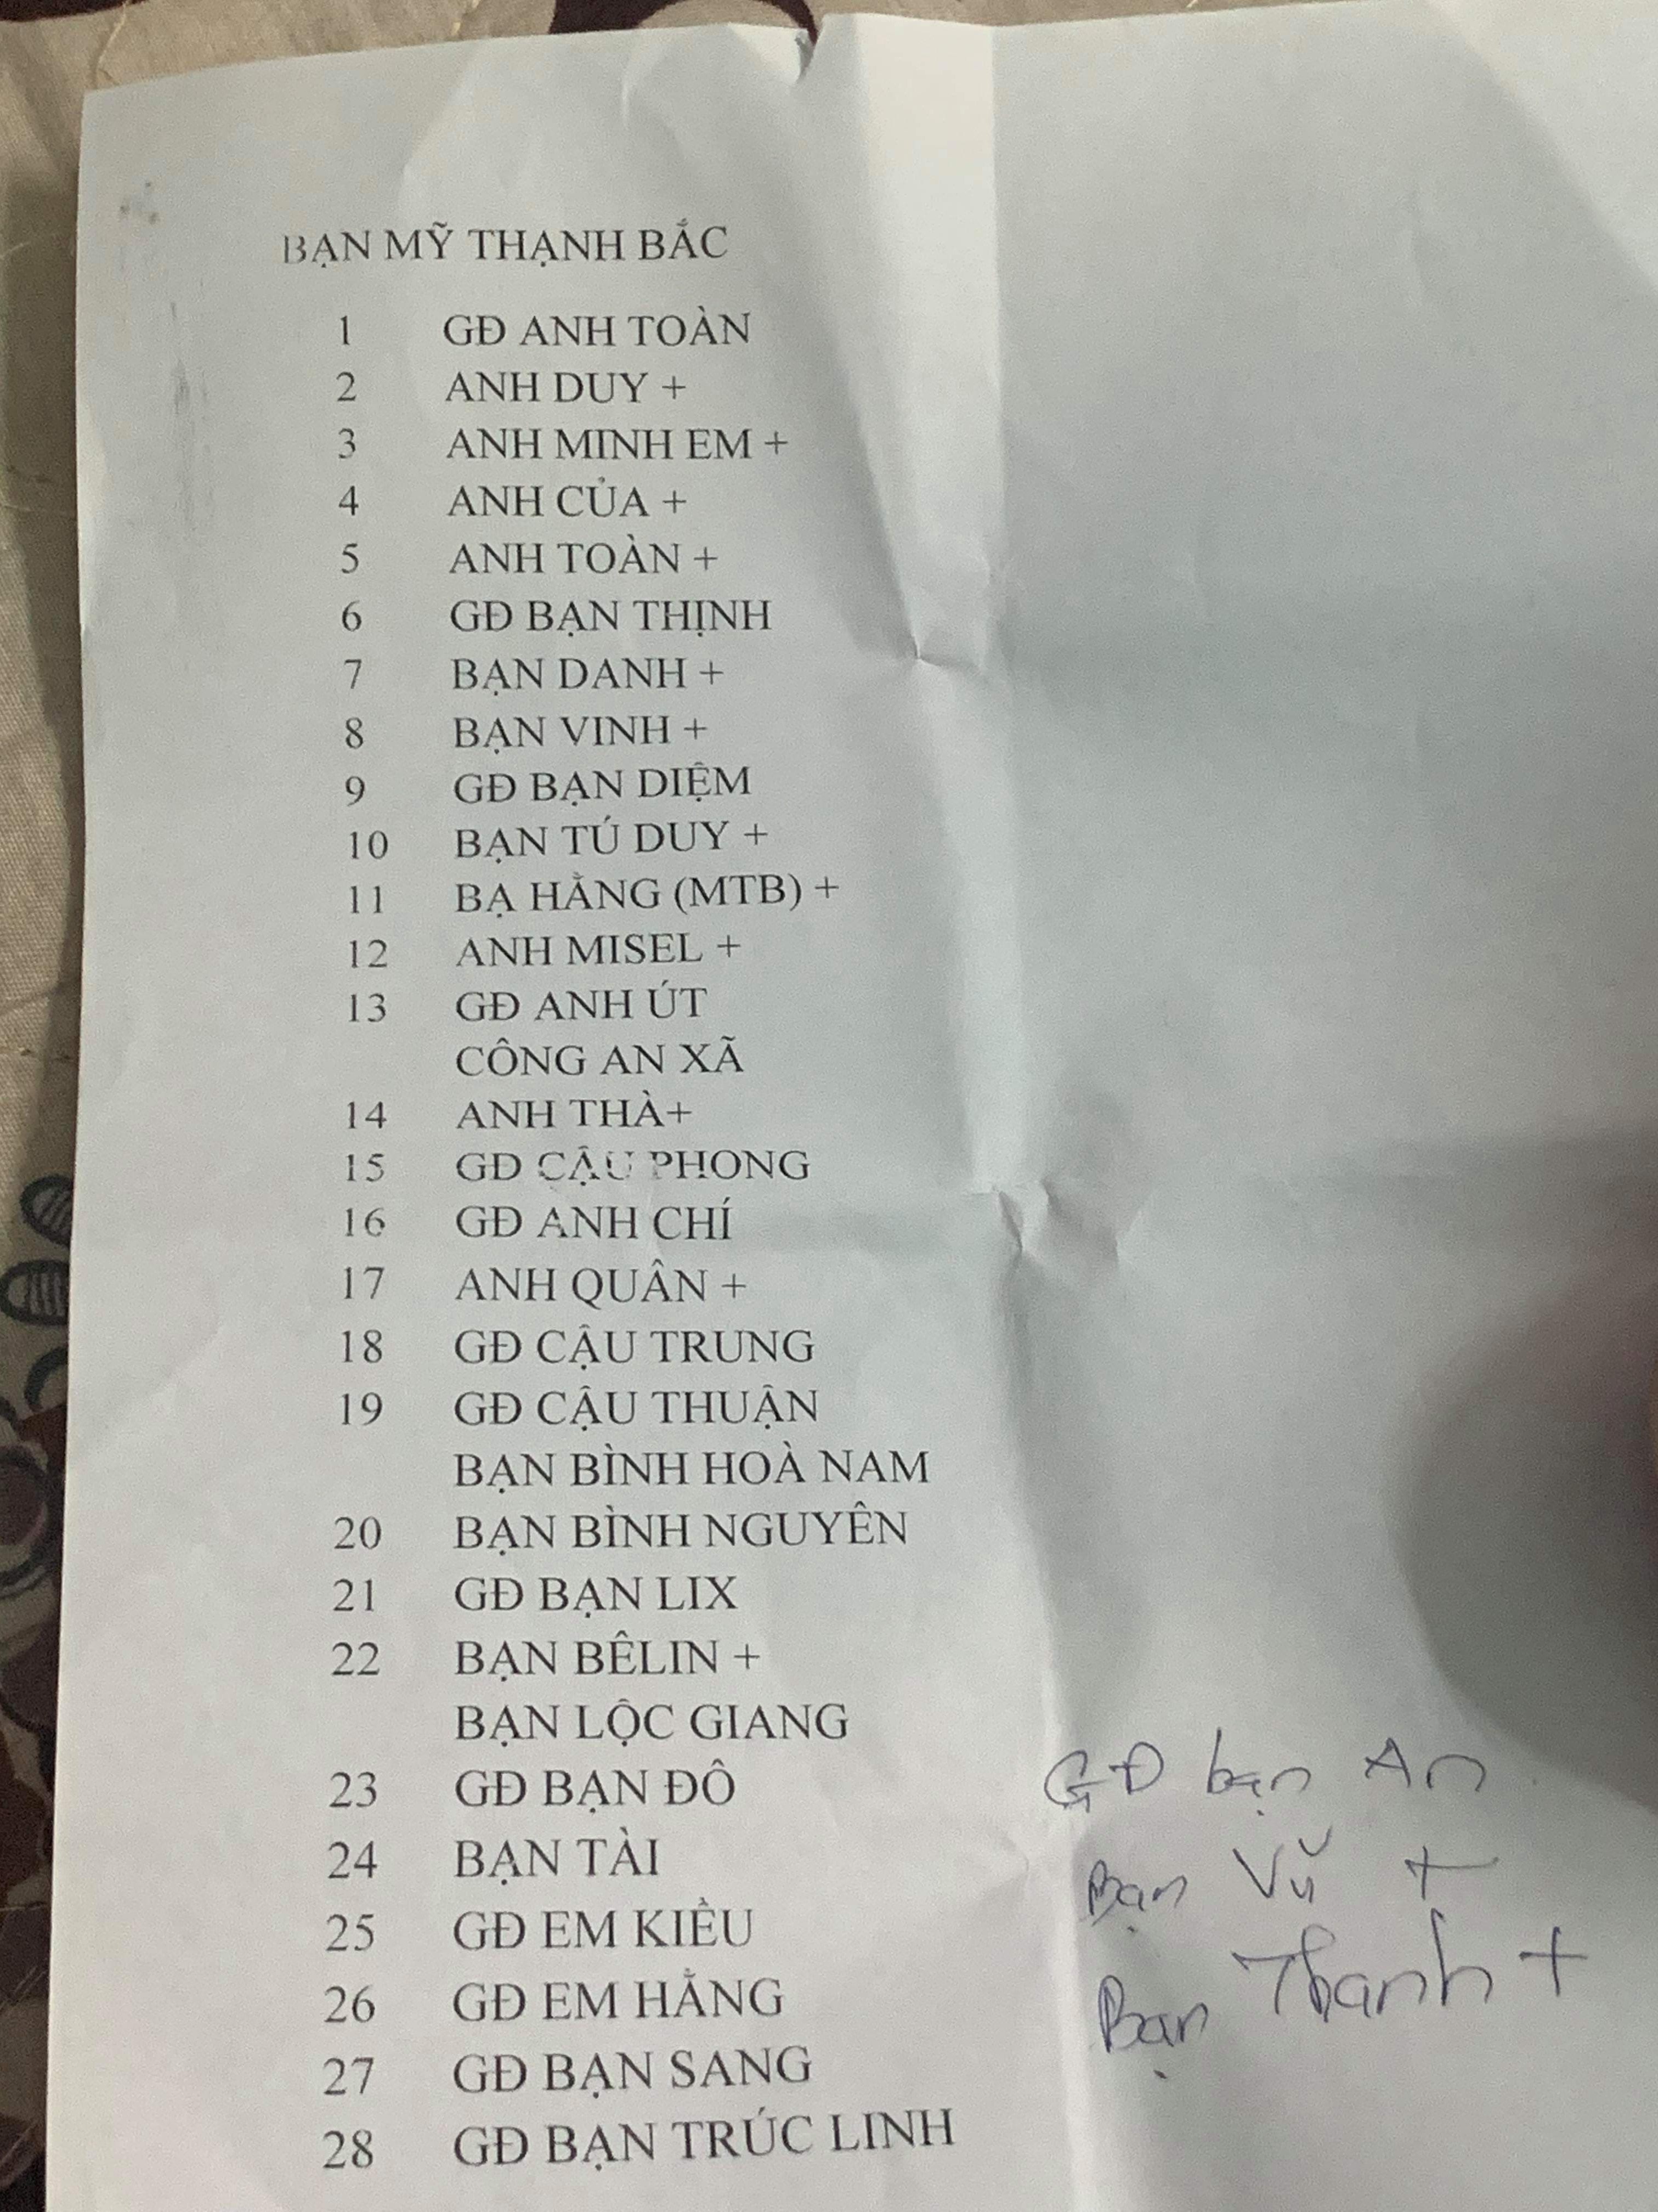 BẠN MỸ THẠNH BẮC
1 GĐ ANH TOÀN
2 ANH DUY +
3 ANH MINH EM +
4 ANH CỦA +
5 ANH TOÀN +
6 GĐ BẠN THỊNH
7 BẠN DANH +
8 BẠN VINH +
9 GĐ BẠN DIỆM
10 BẠN TÚ DUY +
11 BẠ HẰNG (MTB) +
12 ANH MISEL +
13 GĐ ANH ÚT
CÔNG AN XÃ
14 ANH THÀ+
15 GĐ CẬU PHONG
16 GĐ ANH CHÍ
17 ANH QUÂN +
18 GĐ CẬU TRUNG
19 GĐ CẬU THUẬN
BẠN BÌNH HOÀ NAM
20 BẠN BÌNH NGUYÊN
21 GĐ BẠN LIX
22 BẠN BÊLIN +
BẠN LỘC GIANG
23 GĐ BẠN ĐÔ
GĐ bạn An
24 BẠN TÀI
Bạn Vũ +
25 GĐ EM KIỀU
26 GĐ EM HẰNG
Bạn Thanh +
27 GĐ BẠN SANG
28 GĐ BẠN TRÚC LINH